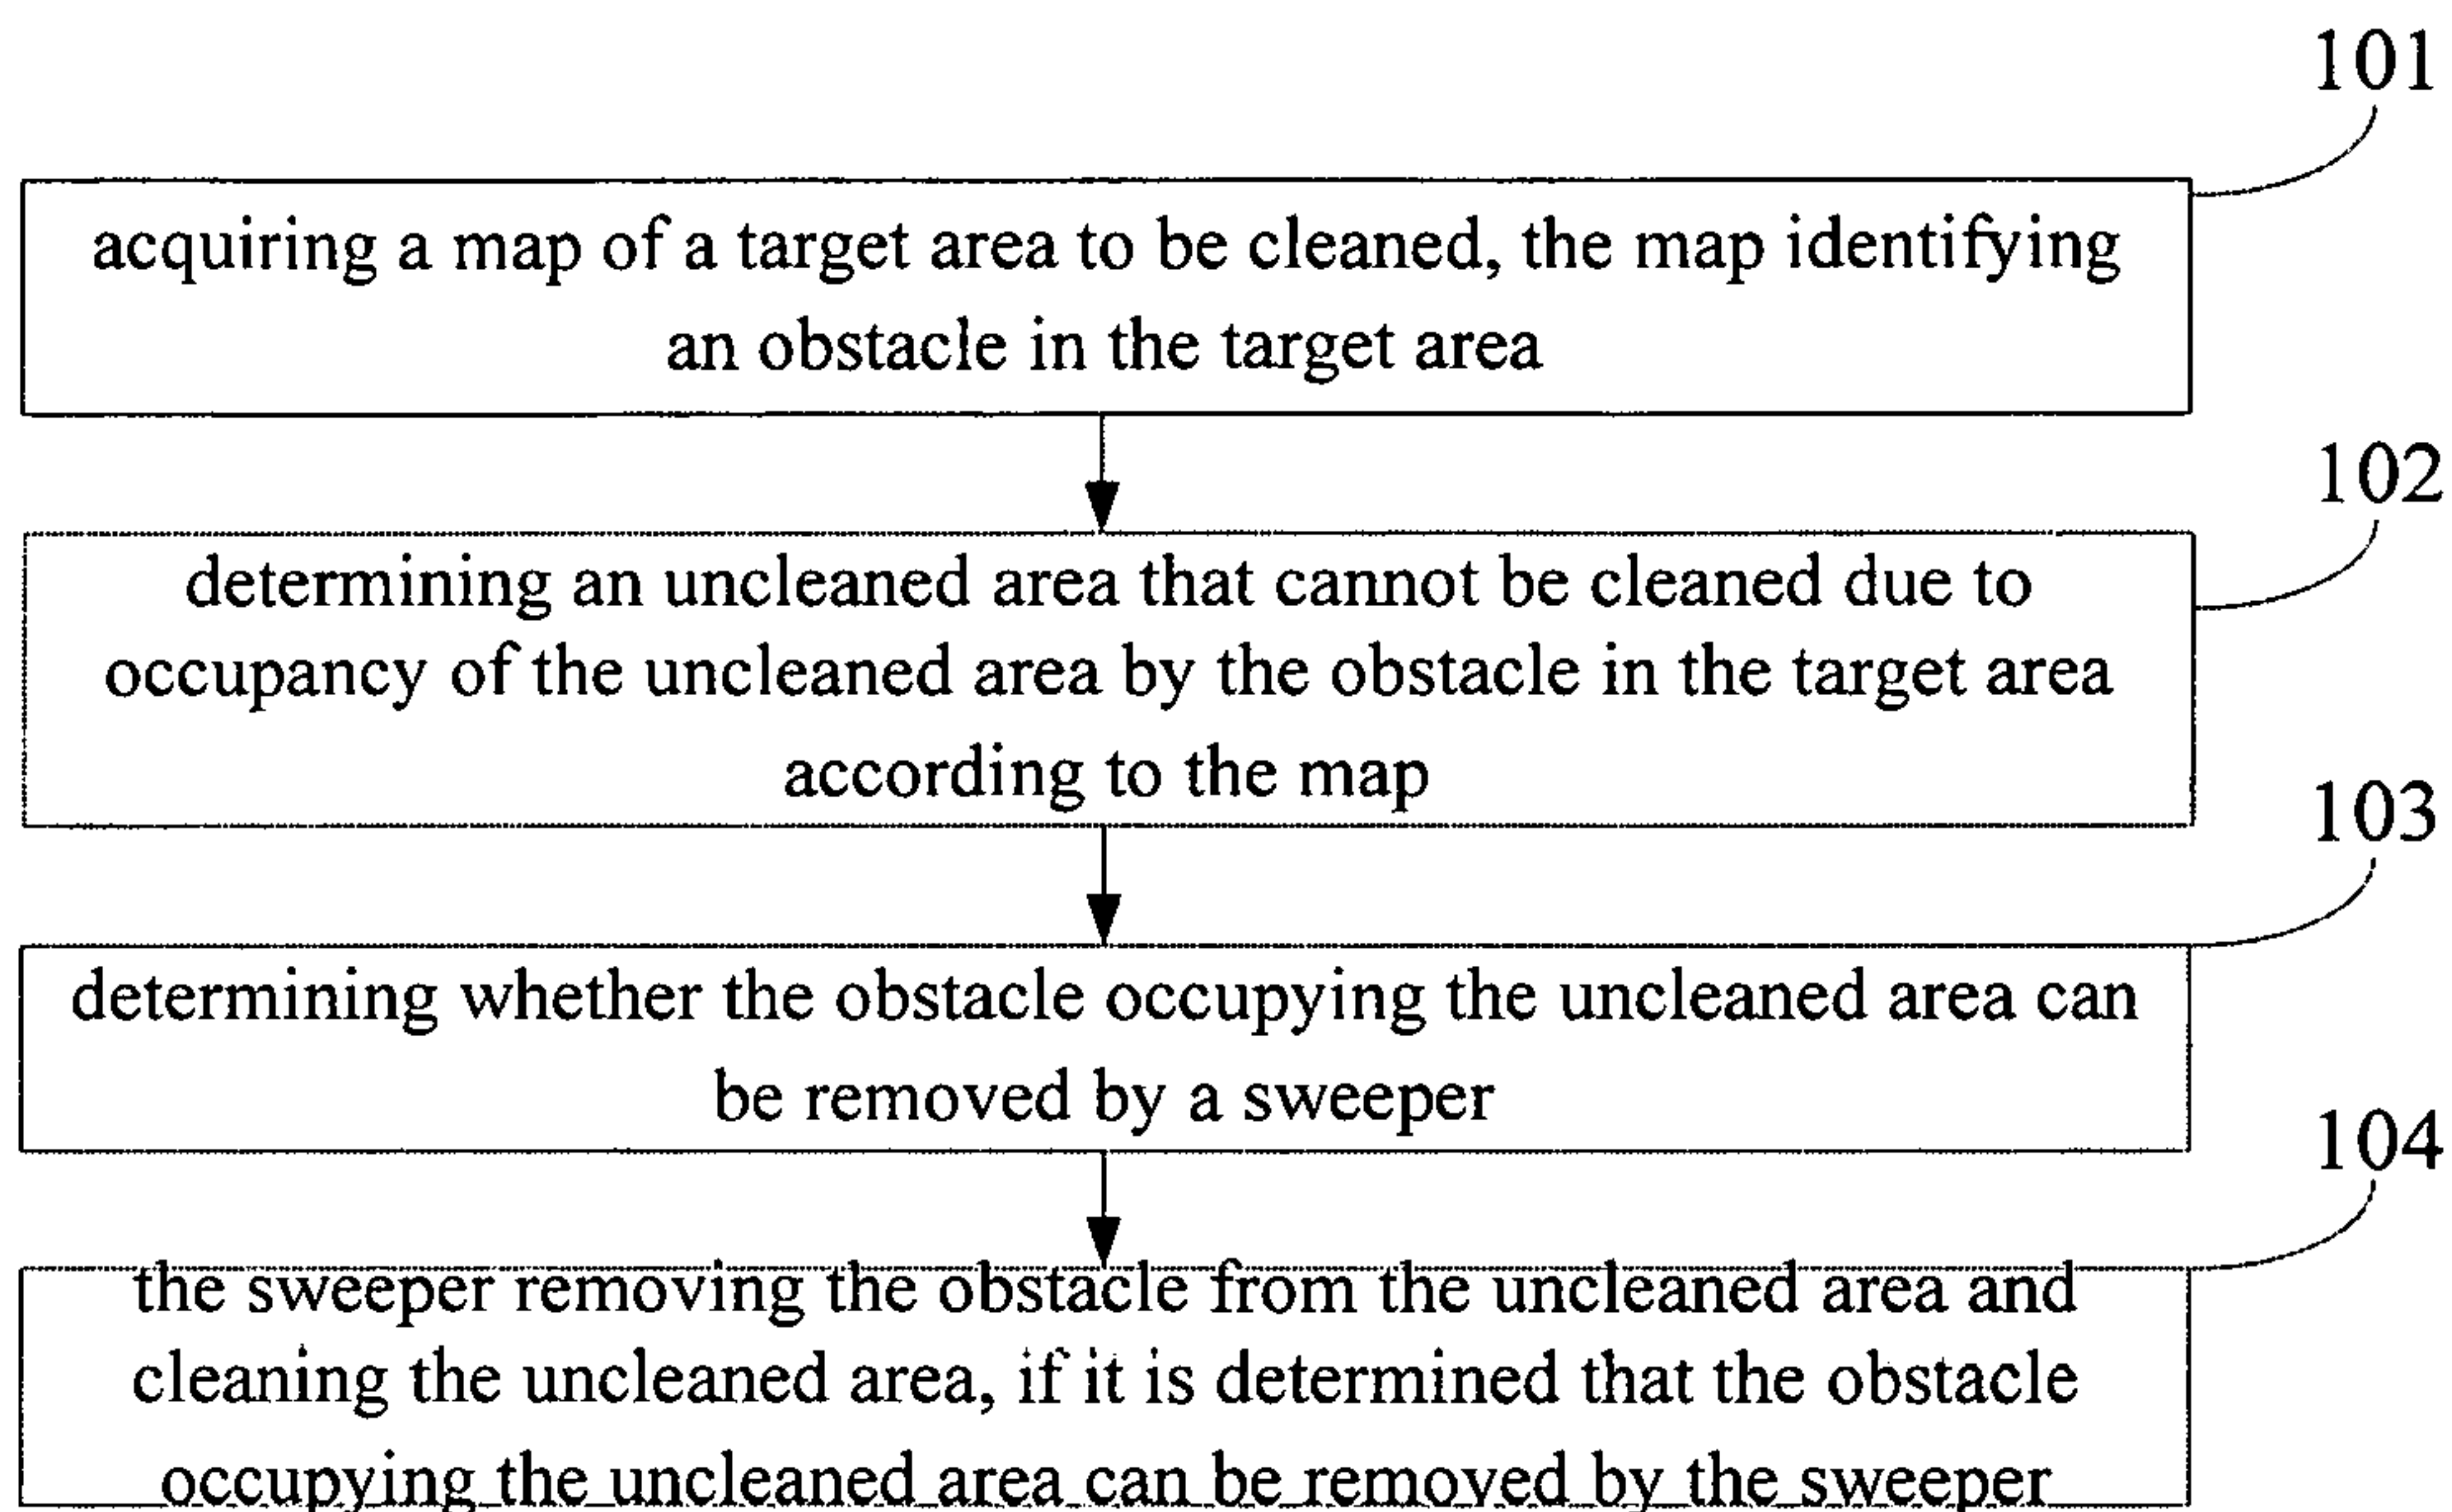 101
acquiring a map of a target area to be cleaned, the map identifying
an obstacle in the target area
102
determining an uncleaned area that cannot be cleaned due to
occupancy of the uncleaned area by the obstacle in the target area
according to the map
103
determining whether the obstacle occupying the uncleaned area can
be removed by a sweeper
104
the sweeper removing the obstacle from the uncleaned area and
cleaning the uncleaned area, if it is determined that the obstacle
occupying the uncleaned area can be removed by the sweeper